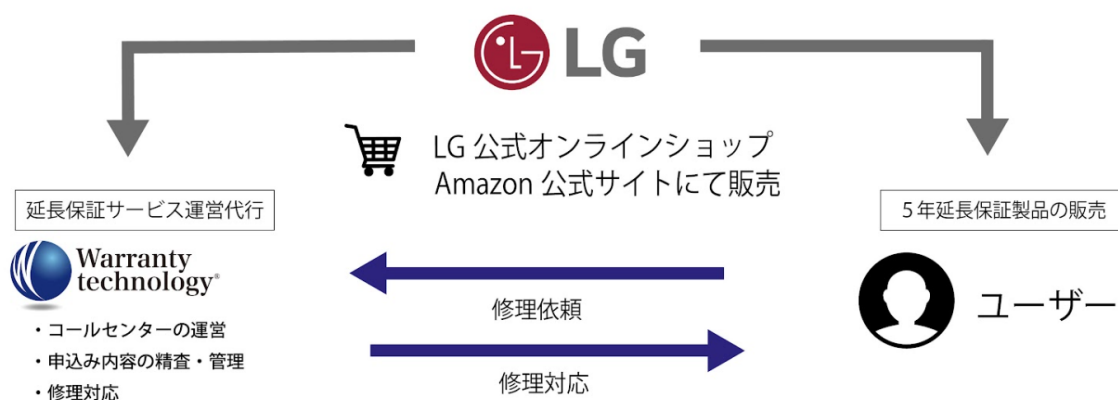 LG
LG 公式オンラインショップ
Amazon 公式サイトにて販売
延長保証サービス運営代行
5年延長保証製品の販売
Warranty
technology®
ユーザー
修理依頼
・コールセンターの運営
・申込み内容の精査・管理
・修理対応
修理対応